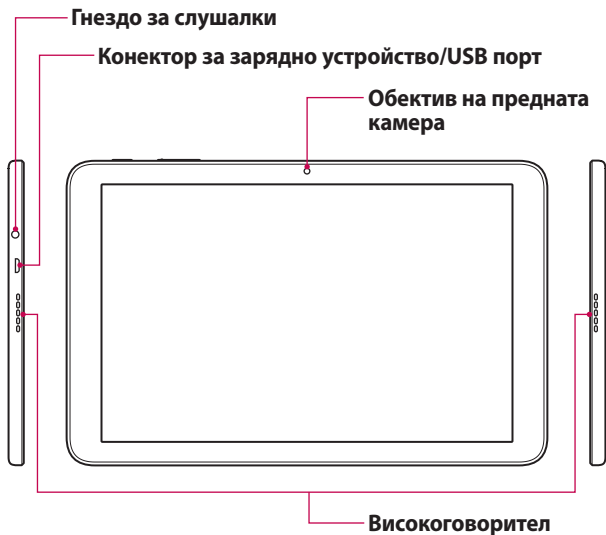 Гнездо за слушалки
Конектор за зарядно устройство/USB порт
Обектив на предната
камера
Високоговорител